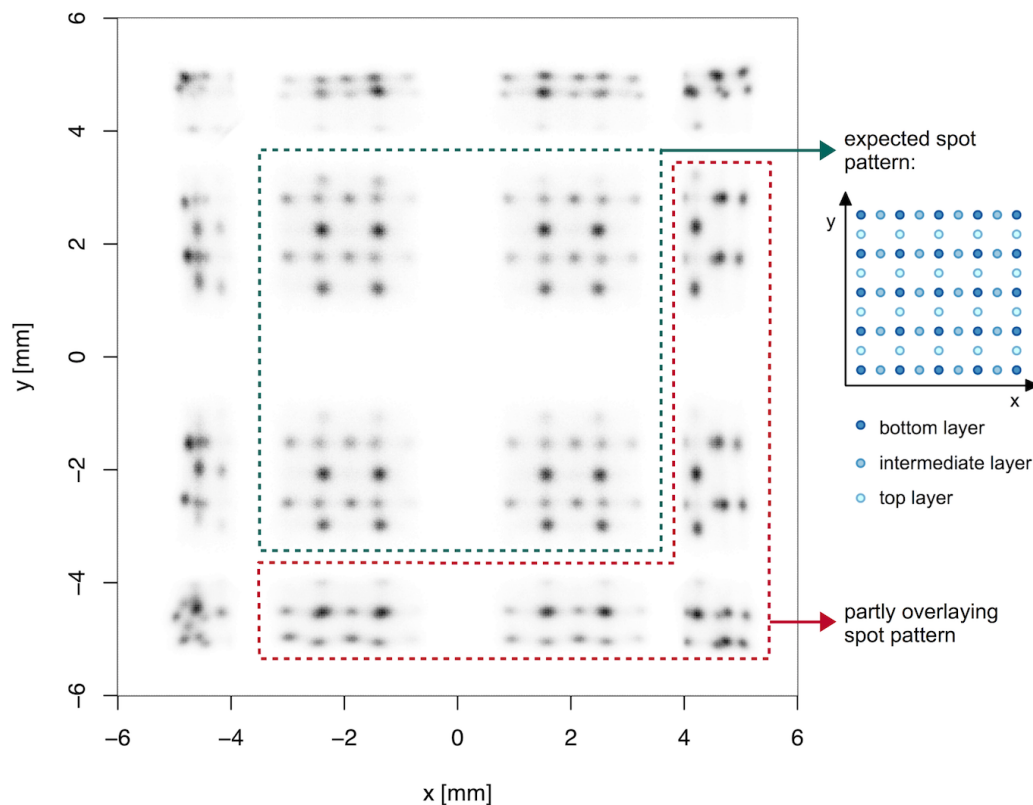 6
4
2
0
−2
−4
−6
y [mm]
−6
−4
−2
0
2
4
6
x [mm]
expected spot
pattern:
y
x
bottom layer
intermediate layer
top layer
partly overlaying
spot pattern